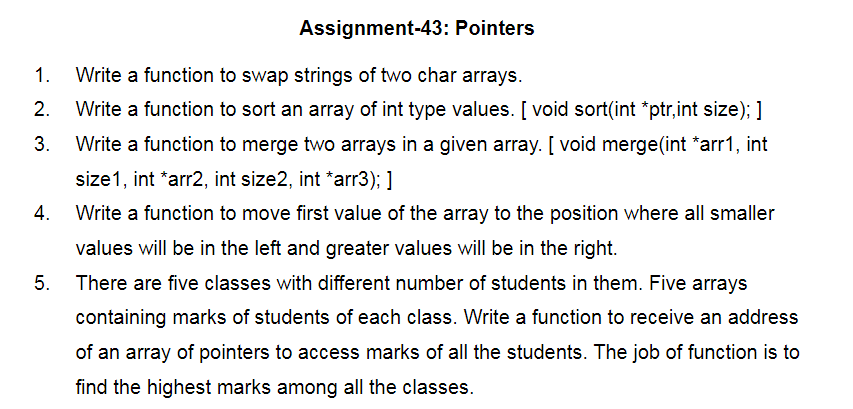 Assignment-43: Pointers
1. Write a function to swap strings of two char arrays.
2. Write a function to sort an array of int type values. [ void sort(int *ptr,int size); ]
3. Write a function to merge two arrays in a given array. [ void merge(int *arr1, int
size1, int *arr2, int size2, int *arr3); ]
4. Write a function to move first value of the array to the position where all smaller
values will be in the left and greater values will be in the right.
5. There are five classes with different number of students in them. Five arrays
containing marks of students of each class. Write a function to receive an address
of an array of pointers to access marks of all the students. The job of function is to
find the highest marks among all the classes.